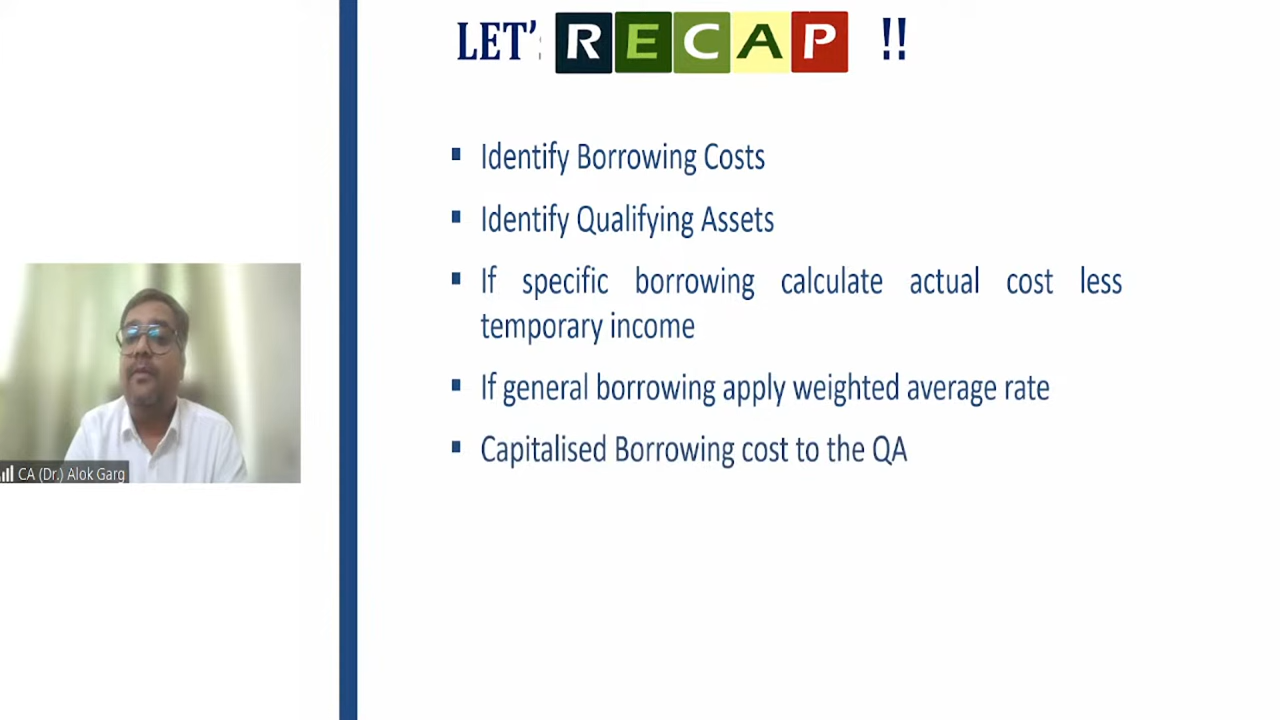 LET' RECAP !!
Identify Borrowing Costs
Identify Qualifying Assets
If specific borrowing calculate actual cost less
temporary income
If general borrowing apply weighted average rate
Capitalised Borrowing cost to the QA
CA (Dr.) Alok Garg